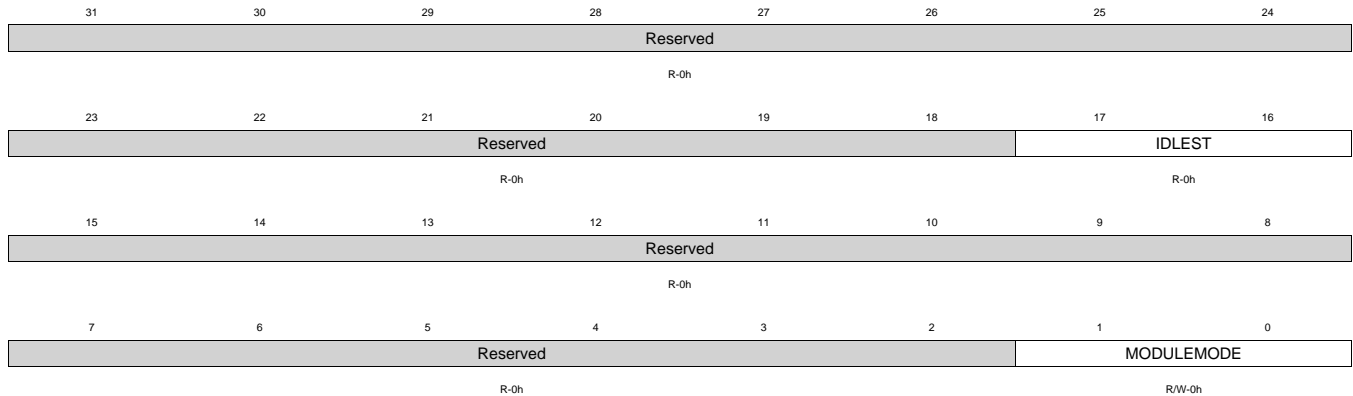 31 30 29 28 27 26 25 24
Reserved
R-0h
23 22 21 20 19 18 17 16
Reserved IDLEST
R-0h R-0h
15 14 13 12 11 10 9 8
Reserved
R-0h
7 6 5 4 3 2 1 0
Reserved MODULEMODE
R-0h R/W-0h